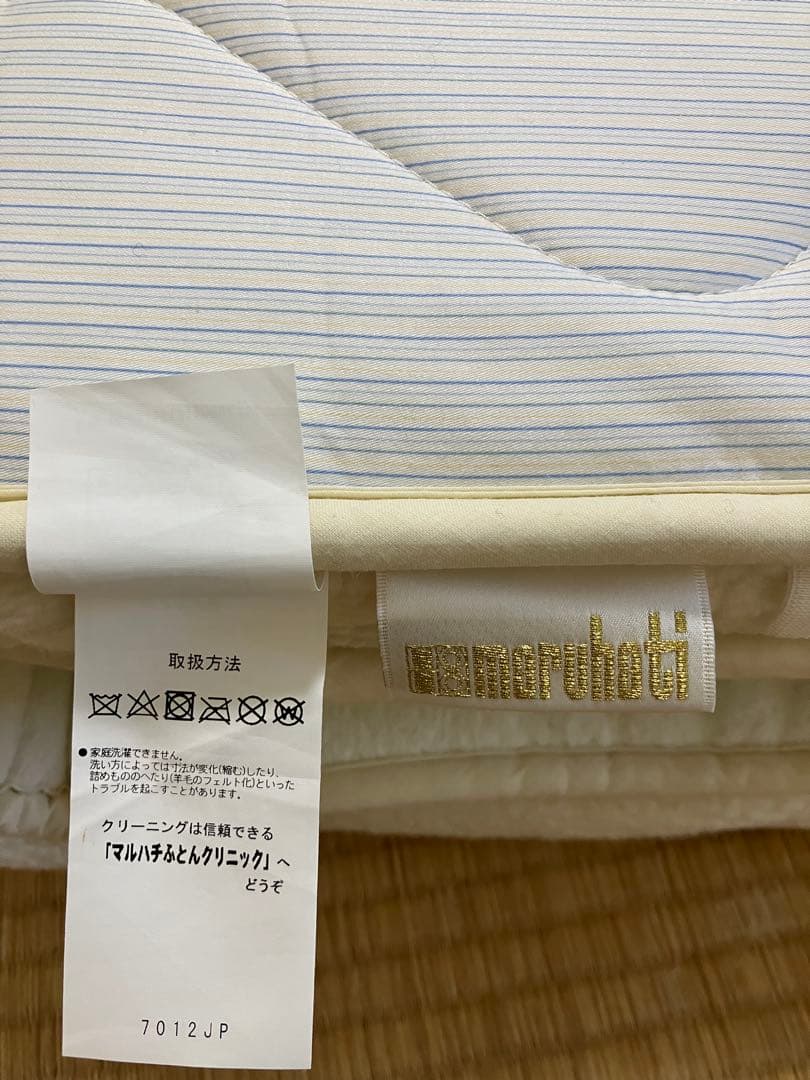 取扱方法
●家庭洗濯できません。
洗い方によっては寸法が変化(縮む)したり、
詰めもののへたり(羊毛のフェルト化)といった
トラブルを起こすことがあります。
クリーニングは信頼できる
「マルハチふとんクリニック」へ
どうぞ
7012JP
maruhati